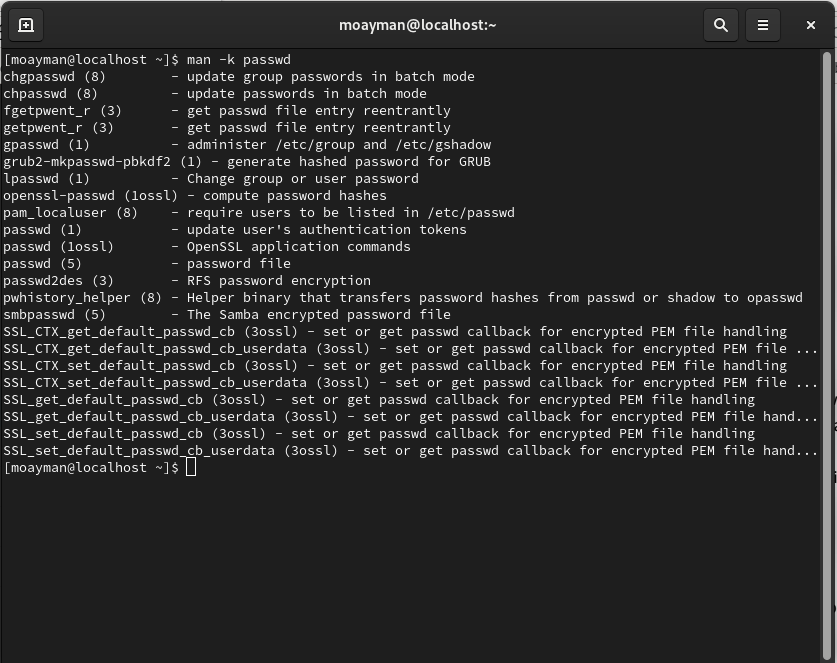 moayman@localhost:~
[moayman@localhost ~]$ man -k passwd
chgpasswd (8)        - update group passwords in batch mode
chpasswd (8)         - update passwords in batch mode
fgetpwent_r (3)      - get passwd file entry reentrantly
getpwent_r (3)       - get passwd file entry reentrantly
gpasswd (1)          - administer /etc/group and /etc/gshadow
grub2-mkpasswd-pbkdf2 (1) - generate hashed password for GRUB
lpasswd (1)          - Change group or user password
openssl-passwd (1ossl) - compute password hashes
pam_localuser (8)    - require users to be listed in /etc/passwd
passwd (1)           - update user's authentication tokens
passwd (1ossl)       - OpenSSL application commands
passwd (5)           - password file
passwd2des (3)       - RFS password encryption
pwhistory_helper (8) - Helper binary that transfers password hashes from passwd or shadow to opasswd
smbpasswd (5)        - The Samba encrypted password file
SSL_CTX_get_default_passwd_cb (3ossl) - set or get passwd callback for encrypted PEM file handling
SSL_CTX_get_default_passwd_cb_userdata (3ossl) - set or get passwd callback for encrypted PEM file ...
SSL_CTX_set_default_passwd_cb (3ossl) - set or get passwd callback for encrypted PEM file handling
SSL_CTX_set_default_passwd_cb_userdata (3ossl) - set or get passwd callback for encrypted PEM file ...
SSL_get_default_passwd_cb (3ossl) - set or get passwd callback for encrypted PEM file handling
SSL_get_default_passwd_cb_userdata (3ossl) - set or get passwd callback for encrypted PEM file hand...
SSL_set_default_passwd_cb (3ossl) - set or get passwd callback for encrypted PEM file handling
SSL_set_default_passwd_cb_userdata (3ossl) - set or get passwd callback for encrypted PEM file hand...
[moayman@localhost ~]$